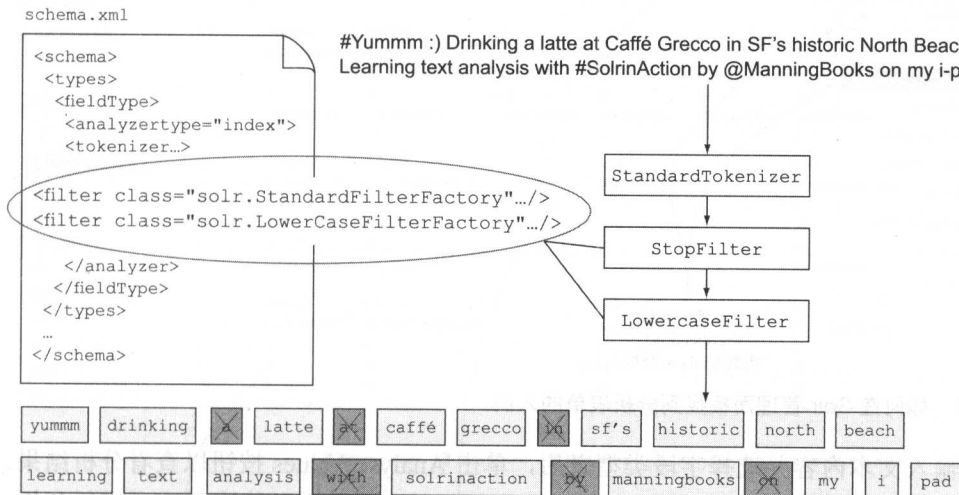 schema.xml
<schema>
<types>
<fieldType>
<analyzertype="index">
<tokenizer…>
<filter class="solr.StandardFilterFactory"…/>
<filter class="solr.LowerCaseFilterFactory"…/>
</analyzer>
</fieldType>
</types>
…
</schema>
#Yummm :) Drinking a latte at Caffé Grecco in SF's historic North Beac
Learning text analysis with #SolrinAction by @ManningBooks on my i-p
StandardTokenizer
StopFilter
LowercaseFilter
yummm drinking a latte at caffé grecco in sf's historic north beach
learning text analysis with solrinaction by manningbooks on my i pad